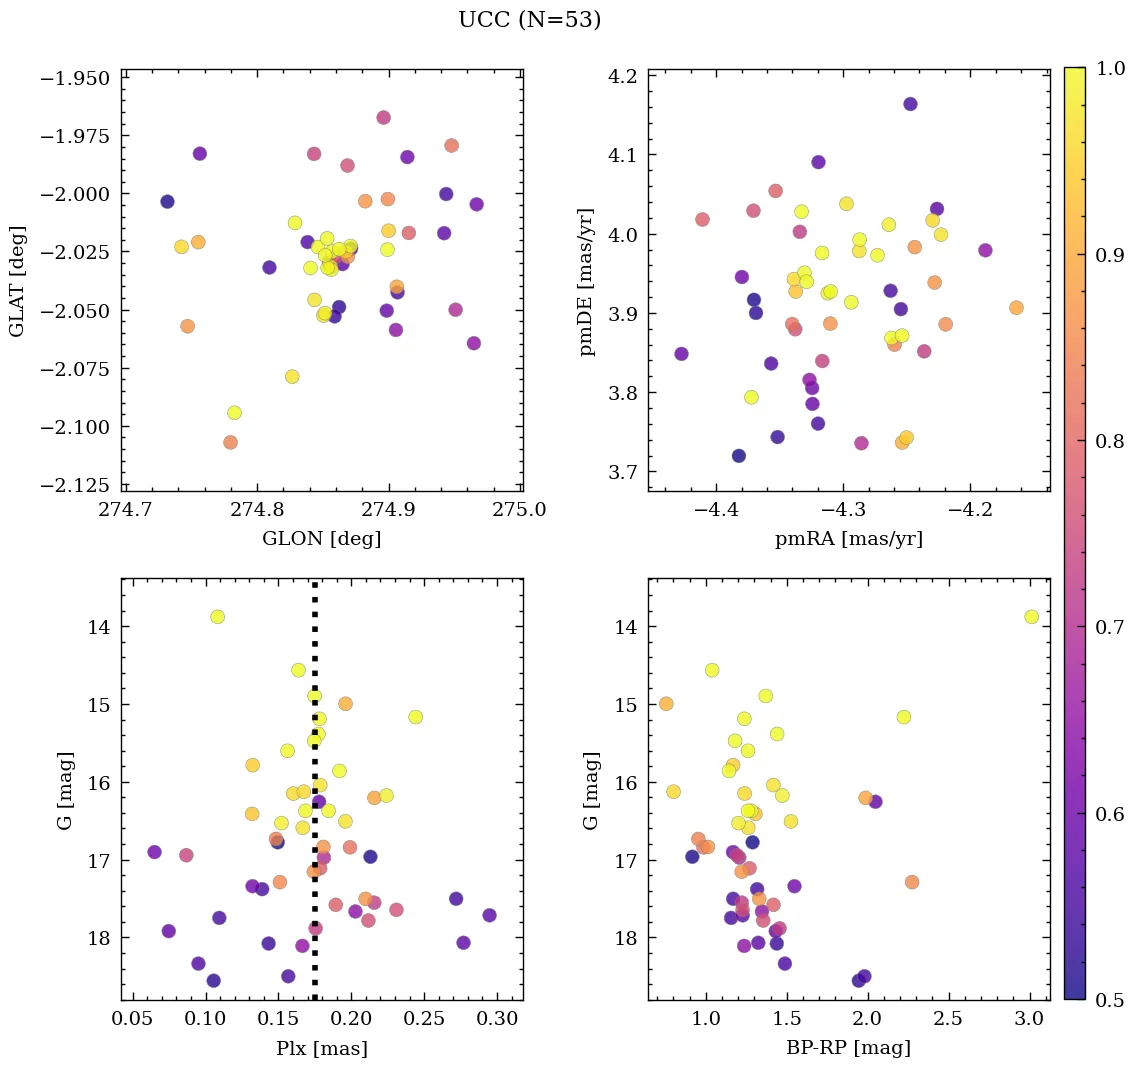 UCC (N=53)
−1.950
−1.975
−2.000
−2.025
−2.050
−2.075
−2.100
−2.125
GLAT [deg]
274.7 274.8 274.9 275.0
GLON [deg]
4.2
4.1
4.0
3.9
3.8
3.7
pmDE [mas/yr]
−4.4 −4.3 −4.2
pmRA [mas/yr]
14
15
16
17
18
G [mag]
0.05 0.10 0.15 0.20 0.25 0.30
Plx [mas]
14
15
16
17
18
G [mag]
1.0 1.5 2.0 2.5 3.0
BP-RP [mag]
1.0
0.9
0.8
0.7
0.6
0.5